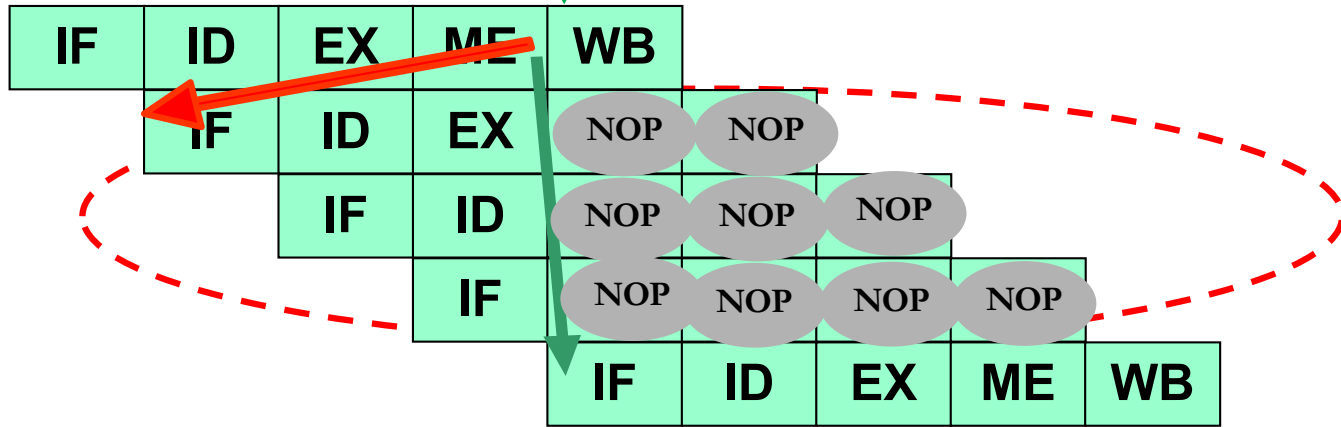 IF ID EX ME WB
IF ID EX NOP NOP
IF ID NOP NOP NOP
IF NOP NOP NOP NOP
IF ID EX ME WB